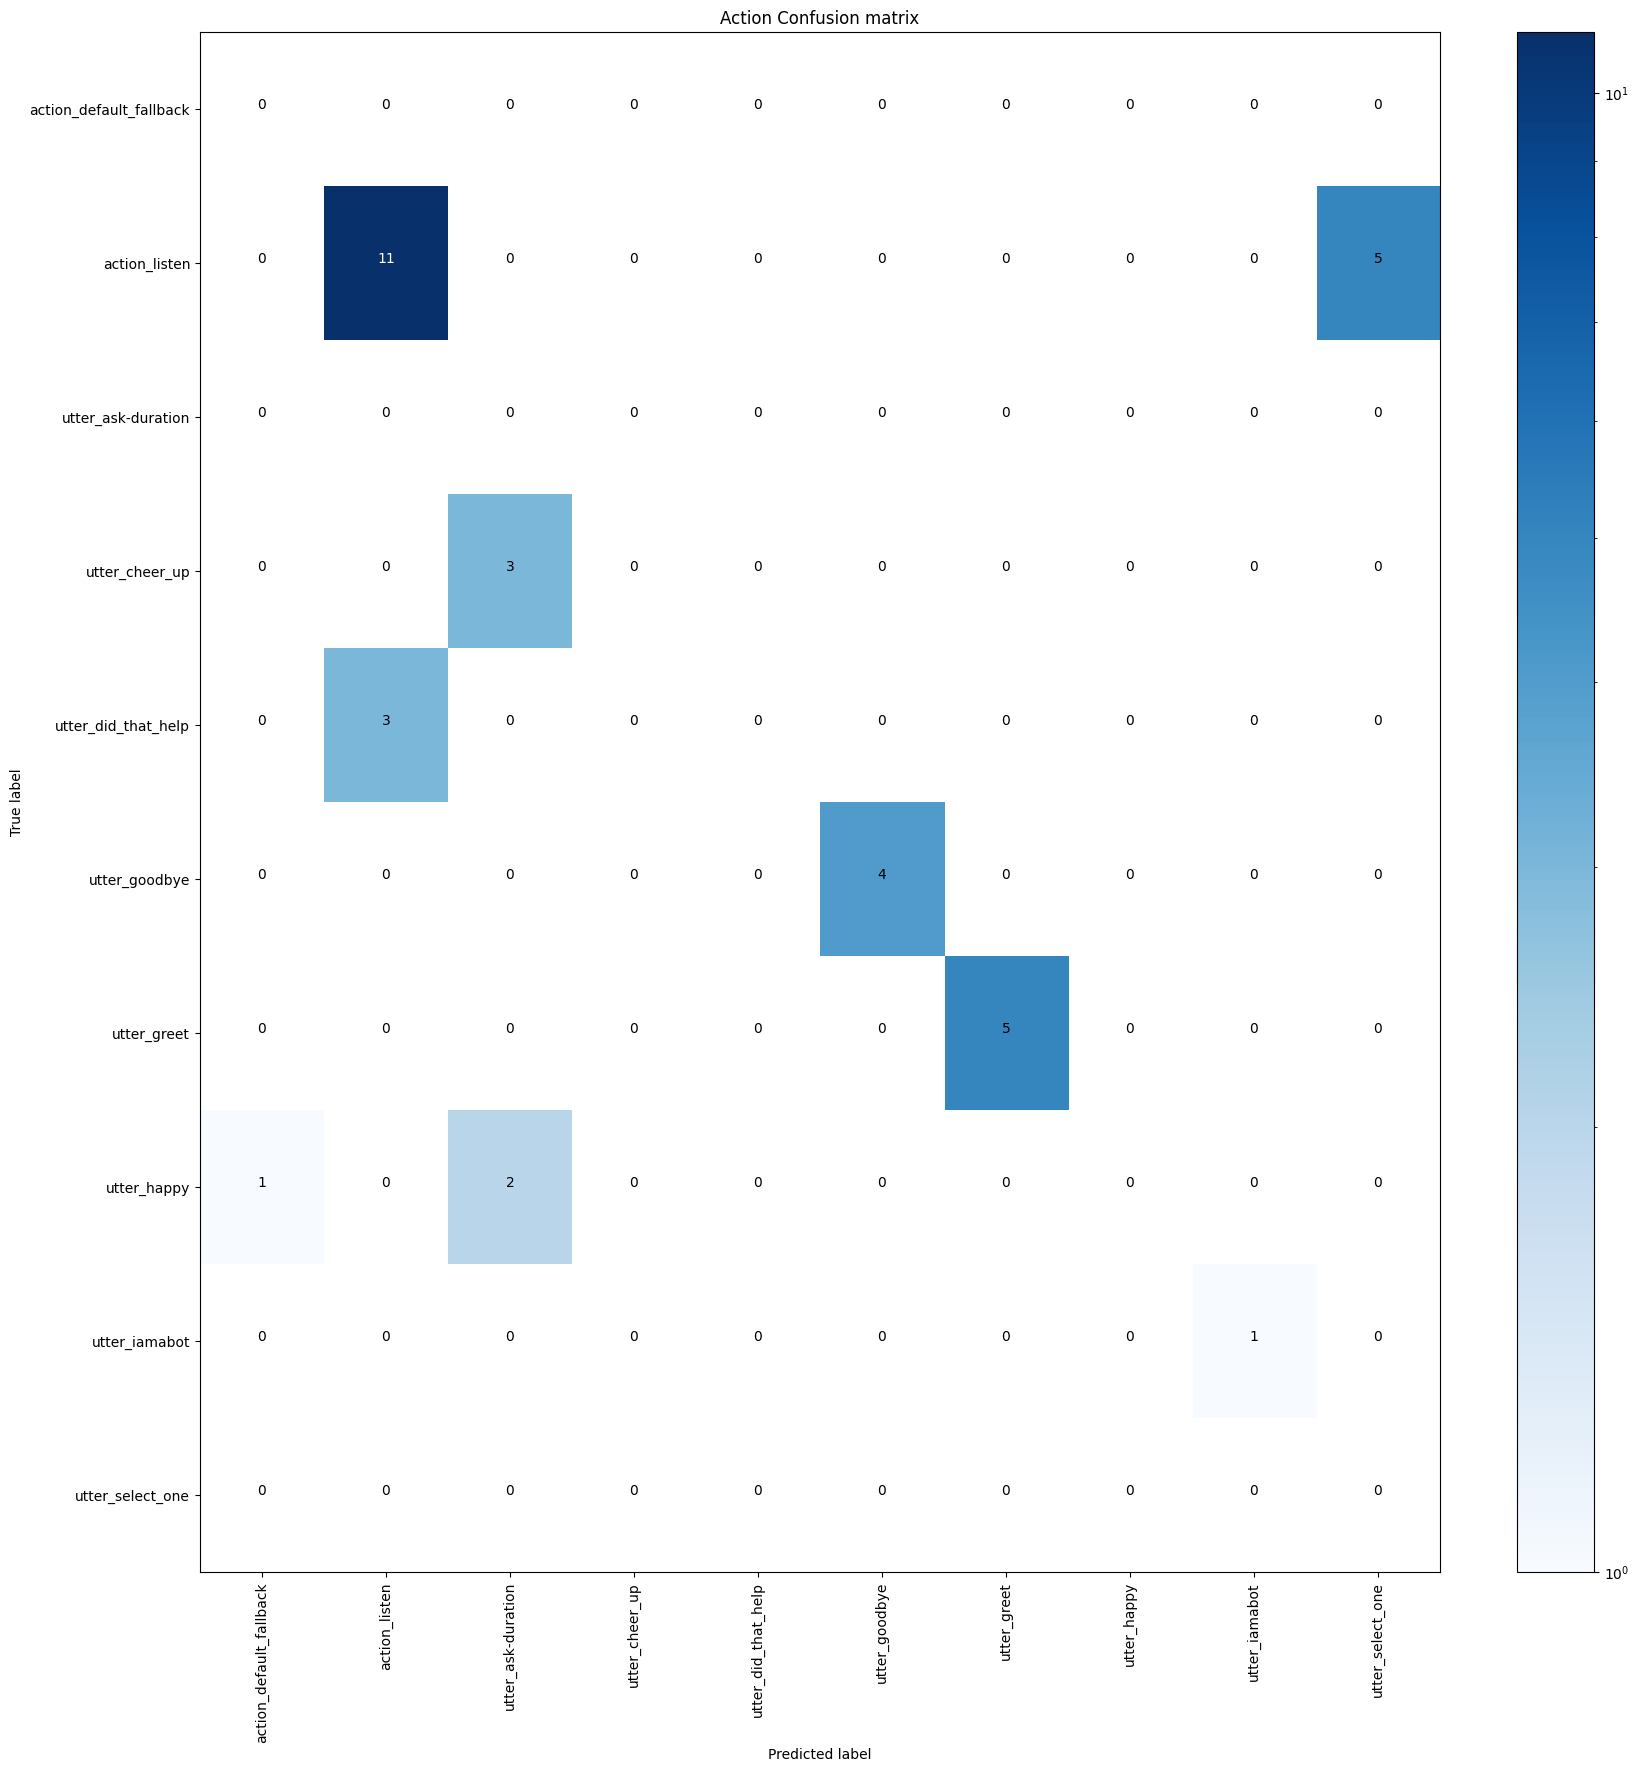 Action Confusion matrix
action_default_fallback 0 0 0 0 0 0 0 0 0 0
action_listen 0 11 0 0 0 0 0 0 0 5
utter_ask-duration 0 0 0 0 0 0 0 0 0 0
utter_cheer_up 0 0 3 0 0 0 0 0 0 0
utter_did_that_help 0 3 0 0 0 0 0 0 0 0
utter_goodbye 0 0 0 0 0 4 0 0 0 0
utter_greet 0 0 0 0 0 0 5 0 0 0
utter_happy 1 0 2 0 0 0 0 0 0 0
utter_iamabot 0 0 0 0 0 0 0 0 1 0
utter_select_one 0 0 0 0 0 0 0 0 0 0
True label
action_default_fallback
action_listen
utter_ask-duration
utter_cheer_up
utter_did_that_help
utter_goodbye
utter_greet
utter_happy
utter_iamabot
utter_select_one
Predicted label
10¹
10⁰